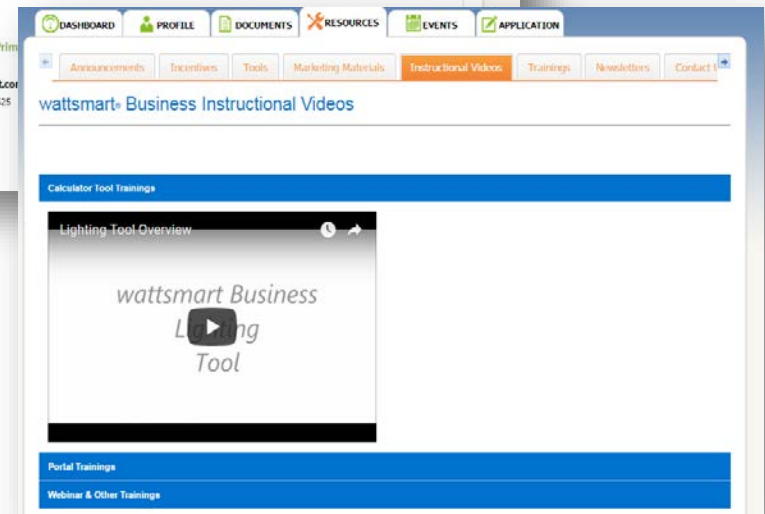 DASHBOARD PROFILE DOCUMENTS RESOURCES EVENTS APPLICATION
Announcements Incentives Tools Marketing Materials Instructional Videos Trainings Newsletters Contact
wattsmart® Business Instructional Videos
Calculator Tool Trainings
Lighting Tool Overview
wattsmart Business
Lighting
Tool
Portal Trainings
Webinar & Other Trainings